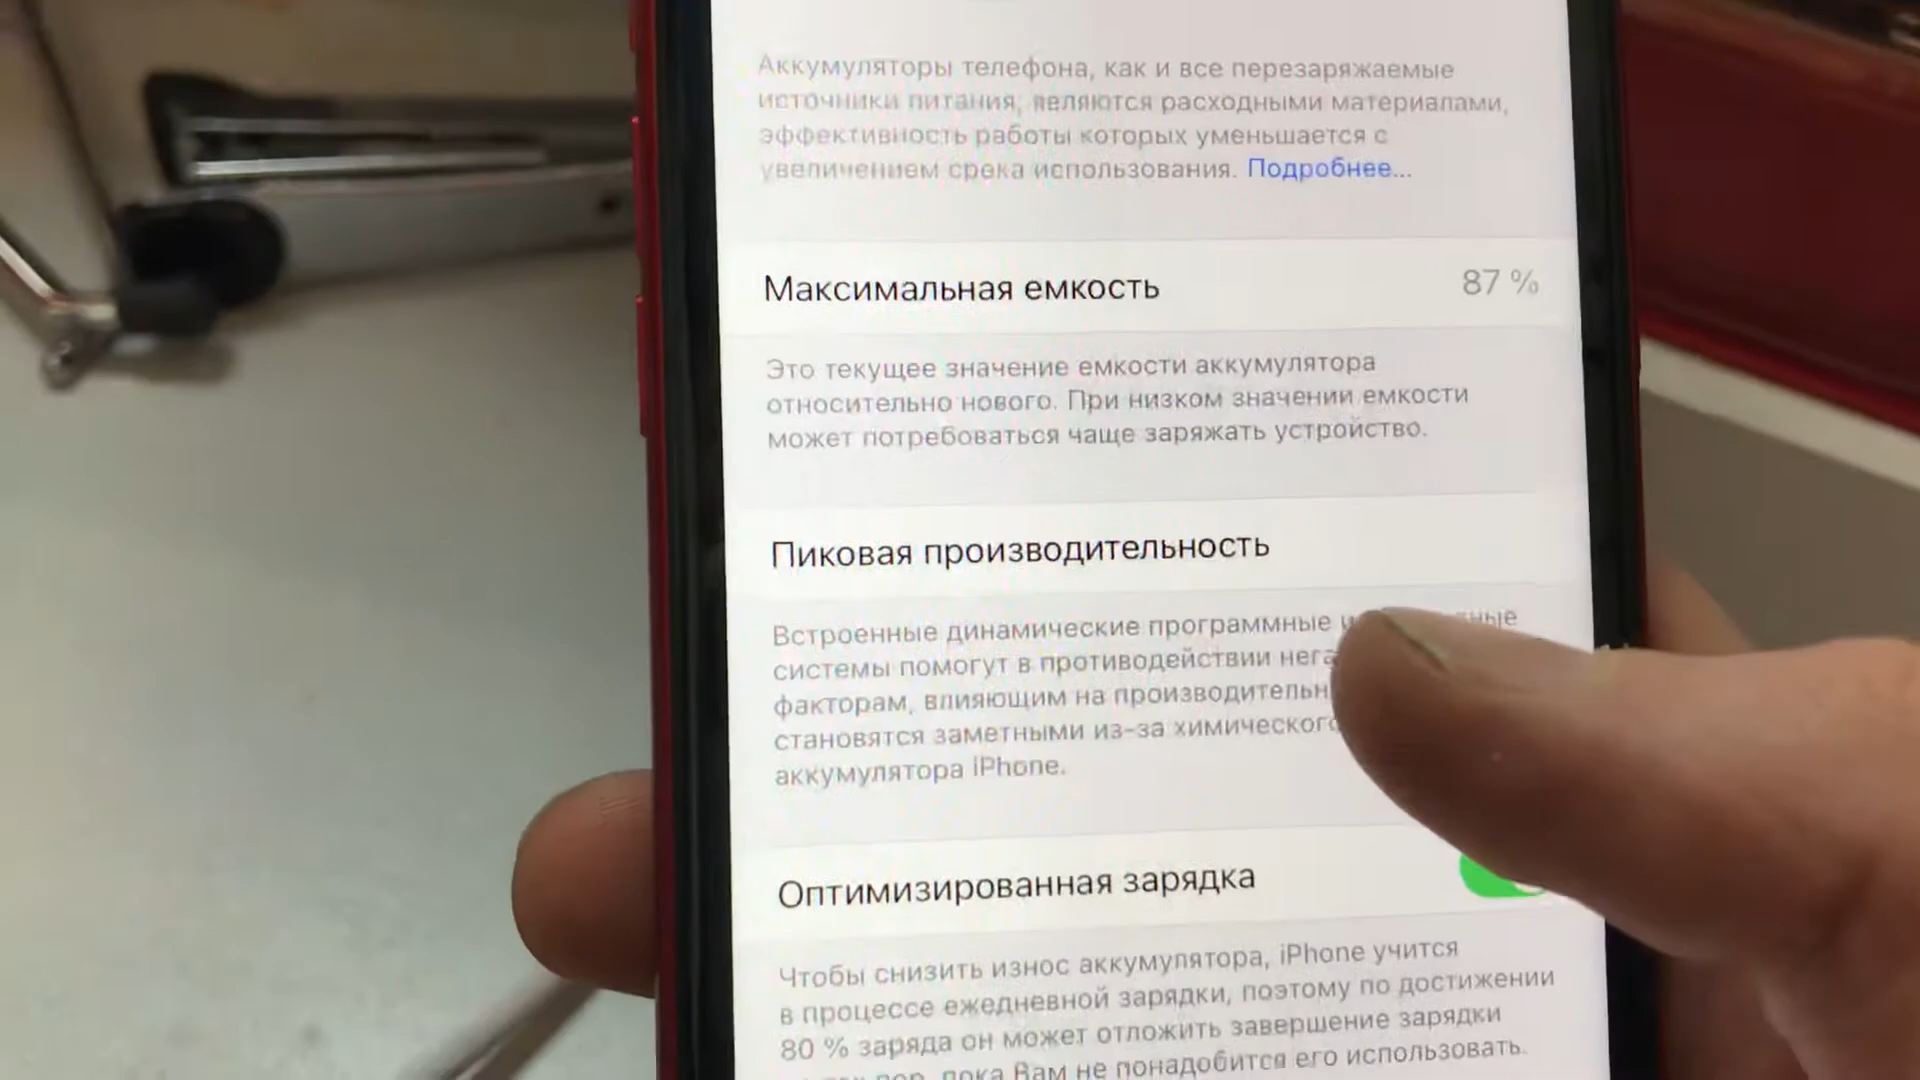 Аккумуляторы телефона, как и все перезаряжаемые
источники питания, являются расходными материалами,
эффективность работы которых уменьшается с
увеличением срока использования. Подробнее...
Максимальная емкость 87 %
Это текущее значение емкости аккумулятора
относительно нового. При низком значении емкости
может потребоваться чаще заряжать устройство.
Пиковая производительность
Встроенные динамические программные
системы помогут в противодействии
факторам, влияющим на
становятся заметными из-за
аккумулятора iPhone.
Оптимизированная зарядка
Чтобы снизить износ аккумулятора, iPhone учится
в процессе ежедневной зарядки, поэтому по достижении
80 % заряда он может отложить завершение зарядки
пор, пока Вам не понадобится его использовать.